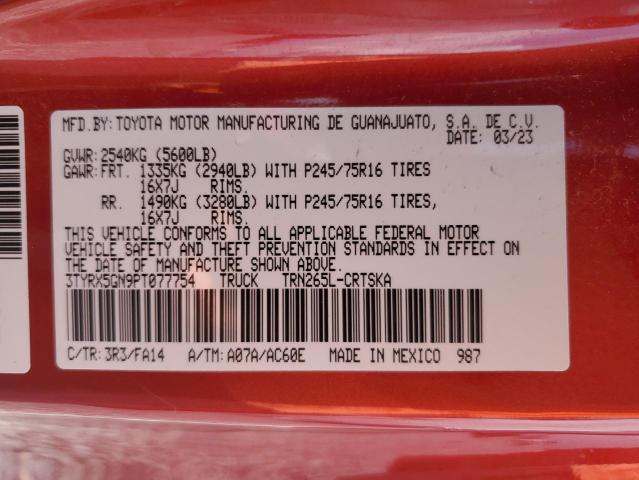 MFD.BY:TOYOTA MOTOR MANUFACTURING DE GUANAJUATO, S.A. DE C.V.
DATE: 03/23
GVWR:2540KG (5600LB)
GAWR:FRT. 1335KG (2940LB) WITH P245/75R16 TIRES
16X7J RIMS.
RR. 1490KG (3280LB) WITH P245/75R16 TIRES,
16X7J RIMS.
THIS VEHICLE CONFORMS TO ALL APPLICABLE FEDERAL MOTOR
VEHICLE SAFETY AND THEFT PREVENTION STANDARDS IN EFFECT ON
THE DATE OF MANUFACTURE SHOWN ABOVE.
3TYRX5GN9PT077754 TRUCK TRN265L-CRTSKA
C/TR:3R3/FA14 A/TM:A07A/AC60E MADE IN MEXICO 987